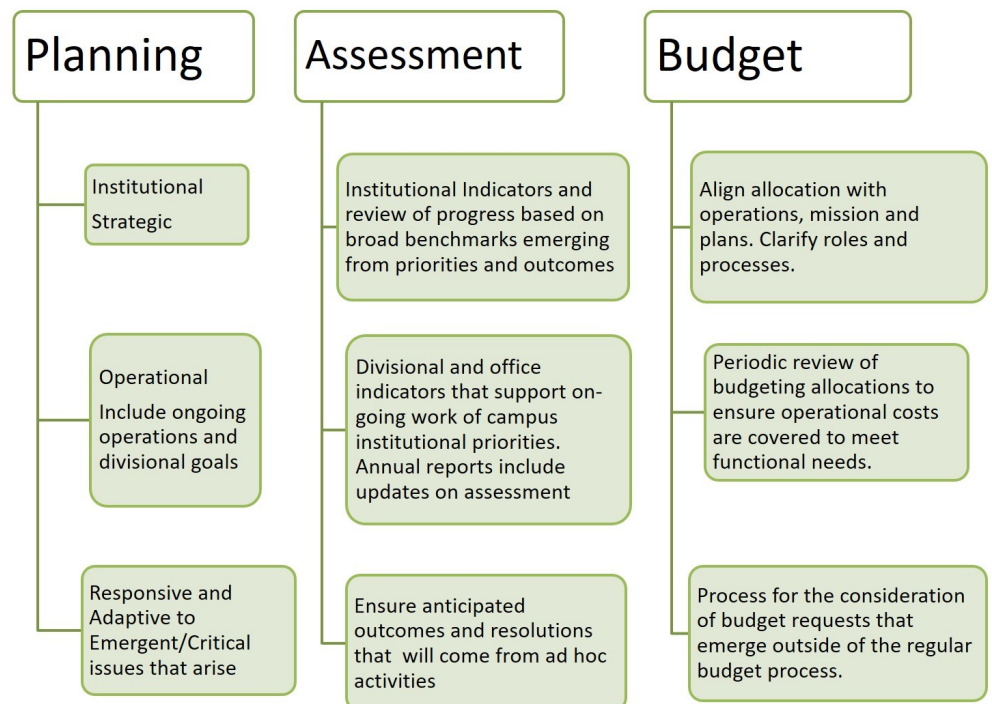 Planning
Institutional
Strategic
Operational
Include ongoing
operations and
divisional goals
Responsive and
Adaptive to
Emergent/Critical
issues that arise
Assessment
Institutional Indicators and
review of progress based on
broad benchmarks emerging
from priorities and outcomes
Divisional and office
indicators that support on-
going work of campus
institutional priorities.
Annual reports include
updates on assessment
Ensure anticipated
outcomes and resolutions
that  will come from ad hoc
activities
Budget
Align allocation with
operations, mission and
plans. Clarify roles and
processes.
Periodic review of
budgeting allocations to
ensure operational costs
are covered to meet
functional needs.
Process for the consideration
of budget requests that
emerge outside of the regular
budget process.